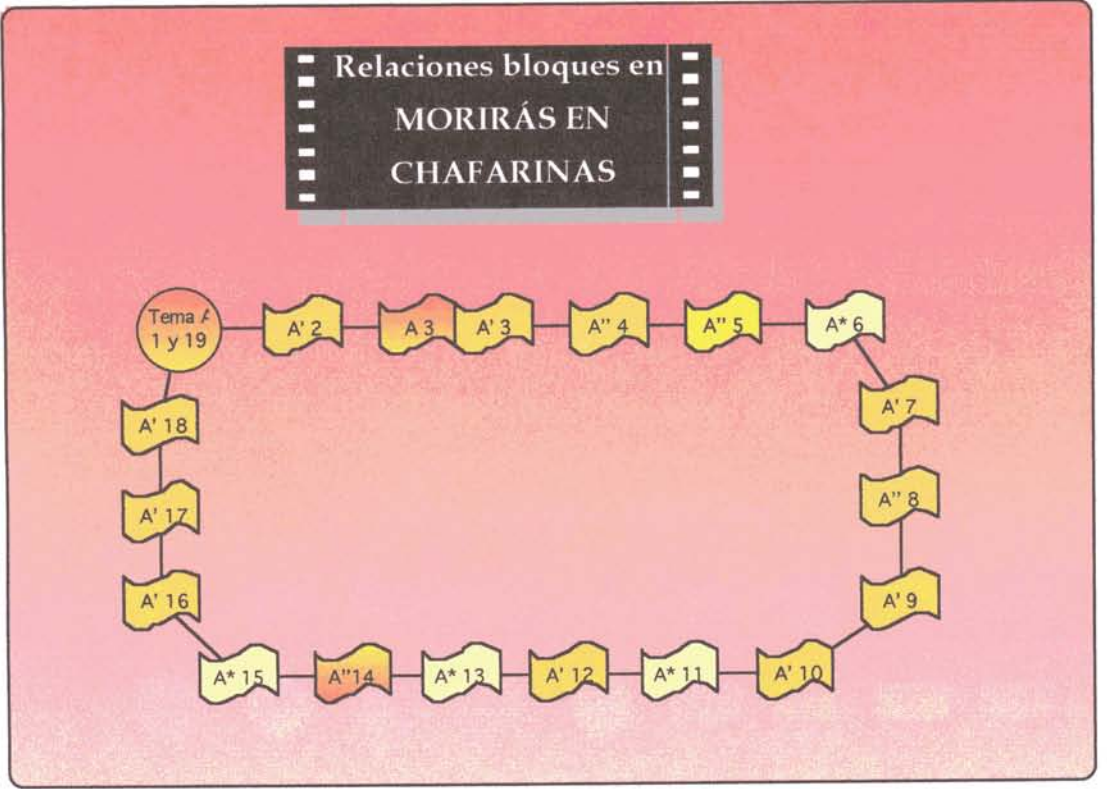 Relaciones bloques en
MORIRÁS EN
CHAFARINAS
Tema A
1 y 19
A' 2
A 3
A' 3
A'' 4
A'' 5
A* 6
A' 7
A'' 8
A' 9
A' 10
A* 11
A' 12
A* 13
A''14
A* 15
A' 16
A' 17
A' 18